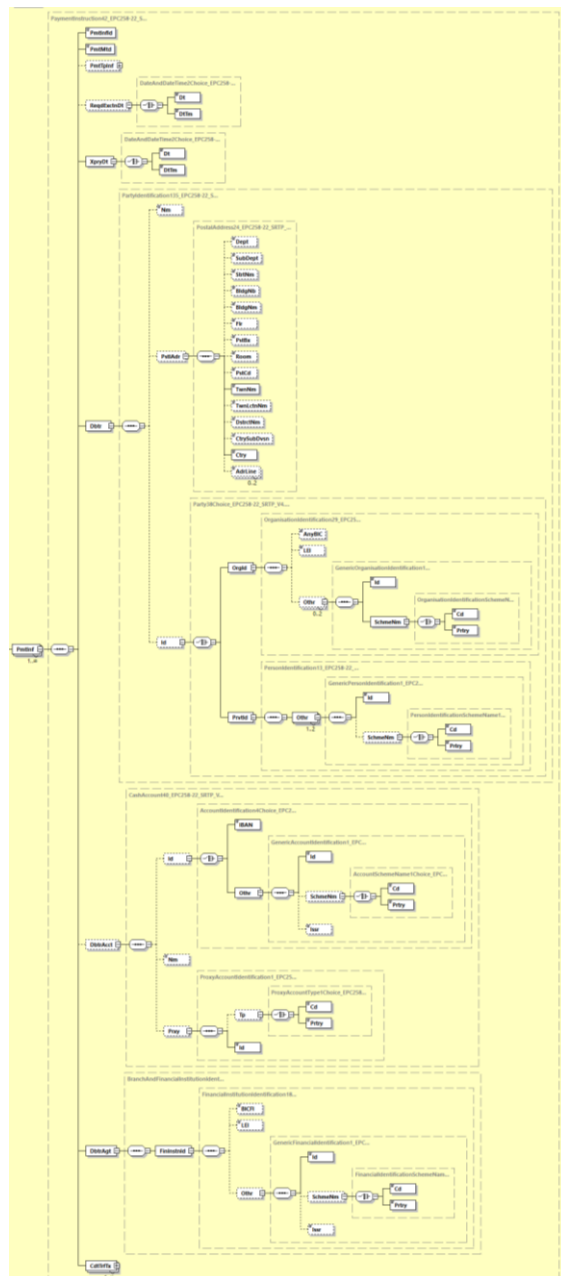 PaymentInstruction42_EPC258-22_S...
PmtInfId
PmtMtd
PmtTpInf
DateAndDateTime2Choice_EPC258-...
ReqdExctnDt
Dt
DtTm
DateAndDateTime2Choice_EPC258-...
XpryDt
Dt
DtTm
PartyIdentification135_EPC258-22_S...
Nm
PostalAddress24_EPC258-22_SRTP_...
Dept
SubDept
StrtNm
BldgNb
BldgNm
Flr
PstBx
PstlAdr
Room
PstCd
TwnNm
TwnLctnNm
DstrctNm
Dbtr
CtrySubDvsn
Ctry
AdrLine
0..2
Party38Choice_EPC258-22_SRTP_V4...
OrganisationIdentification29_EPC25...
AnyBIC
LEI
OrgId
GenericOrganisationIdentification1...
Id
Othr
0..2
OrganisationIdentificationSchemeN...
SchmeNm
Cd
Prtry
Id
PmtInf
1..∞
PersonIdentification13_EPC258-22_...
GenericPersonIdentification1_EPC2...
Id
PrvtId
Othr
1..2
PersonIdentificationSchemeName1...
SchmeNm
Cd
Prtry
CashAccount40_EPC258-22_SRTP_V...
AccountIdentification4Choice_EPC2...
IBAN
GenericAccountIdentification1_EPC...
Id
Id
AccountSchemeName1Choice_EPC...
Othr
SchmeNm
Cd
Prtry
Issr
DbtrAcct
Nm
ProxyAccountIdentification1_EPC25...
ProxyAccountType1Choice_EPC258...
Tp
Cd
Prtry
Prxy
Id
BranchAndFinancialInstitutionIdent...
FinancialInstitutionIdentification18...
BICFI
LEI
GenericFinancialIdentification1_EPC...
DbtrAgt
FinInstnId
Id
FinancialIdentificationSchemeNam...
Othr
SchmeNm
Cd
Prtry
Issr
CdtTrfTx